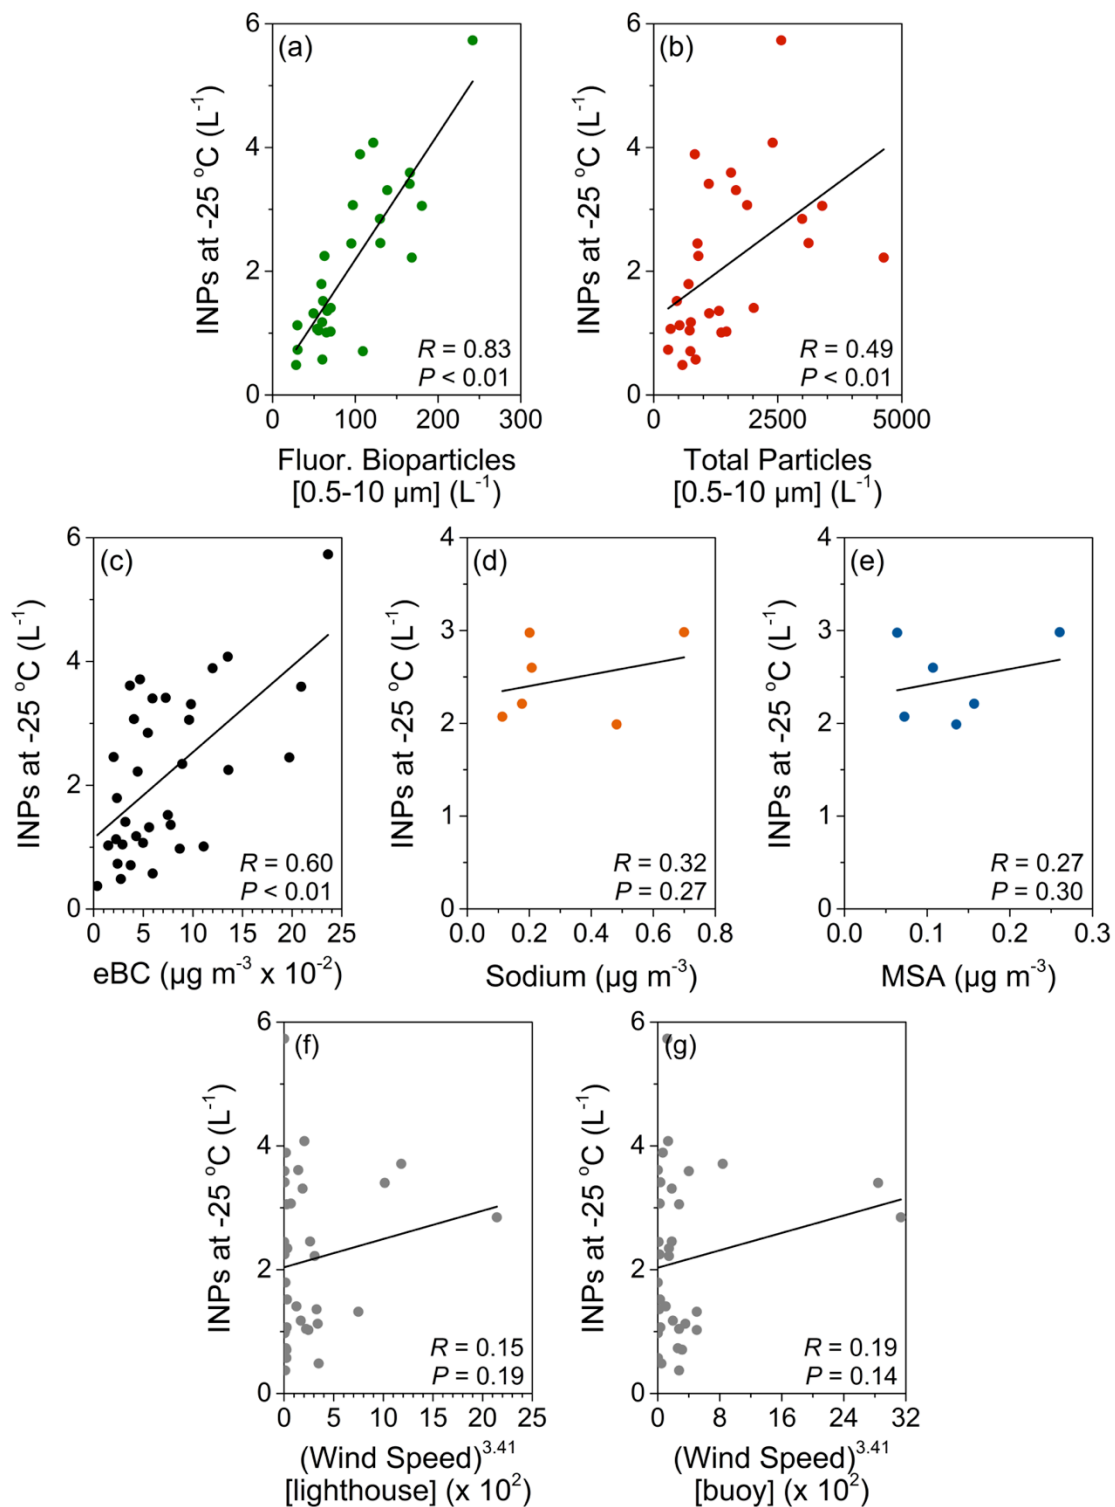 (a)
INPs at -25 °C (L⁻¹)
6
4
2
0
0 100 200 300
R = 0.83
P < 0.01
Fluor. Bioparticles
[0.5-10 µm] (L⁻¹)
(b)
INPs at -25 °C (L⁻¹)
6
4
2
0
0 2500 5000
R = 0.49
P < 0.01
Total Particles
[0.5-10 µm] (L⁻¹)
(c)
INPs at -25 °C (L⁻¹)
6
4
2
0
0 5 10 15 20 25
R = 0.60
P < 0.01
eBC (µg m⁻³ x 10⁻²)
(d)
INPs at -25 °C (L⁻¹)
4
3
2
1
0
0.0 0.2 0.4 0.6 0.8
R = 0.32
P = 0.27
Sodium (µg m⁻³)
(e)
INPs at -25 °C (L⁻¹)
4
3
2
1
0
0.0 0.1 0.2 0.3
R = 0.27
P = 0.30
MSA (µg m⁻³)
(f)
INPs at -25 °C (L⁻¹)
6
4
2
0
0 5 10 15 20 25
R = 0.15
P = 0.19
(Wind Speed)³·⁴¹
[lighthouse] (x 10²)
(g)
INPs at -25 °C (L⁻¹)
6
4
2
0
0 8 16 24 32
R = 0.19
P = 0.14
(Wind Speed)³·⁴¹
[buoy] (x 10²)